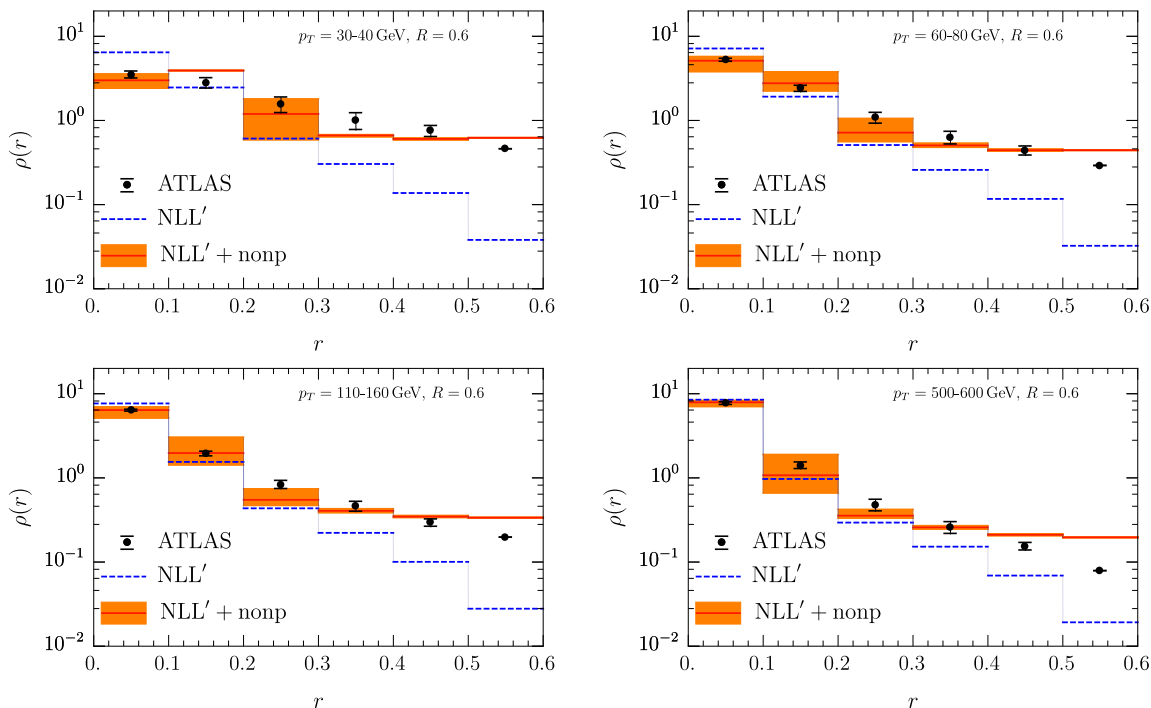 p_T = 30-40 GeV, R = 0.6
ρ(r)
10^1
10^0
10^−1
10^−2
ATLAS
NLL′
NLL′ + nonp
0. 0.1 0.2 0.3 0.4 0.5 0.6
r
p_T = 60-80 GeV, R = 0.6
ρ(r)
10^1
10^0
10^−1
10^−2
ATLAS
NLL′
NLL′ + nonp
0. 0.1 0.2 0.3 0.4 0.5 0.6
r
p_T = 110-160 GeV, R = 0.6
ρ(r)
10^1
10^0
10^−1
10^−2
ATLAS
NLL′
NLL′ + nonp
0. 0.1 0.2 0.3 0.4 0.5 0.6
r
p_T = 500-600 GeV, R = 0.6
ρ(r)
10^1
10^0
10^−1
10^−2
ATLAS
NLL′
NLL′ + nonp
0. 0.1 0.2 0.3 0.4 0.5 0.6
r